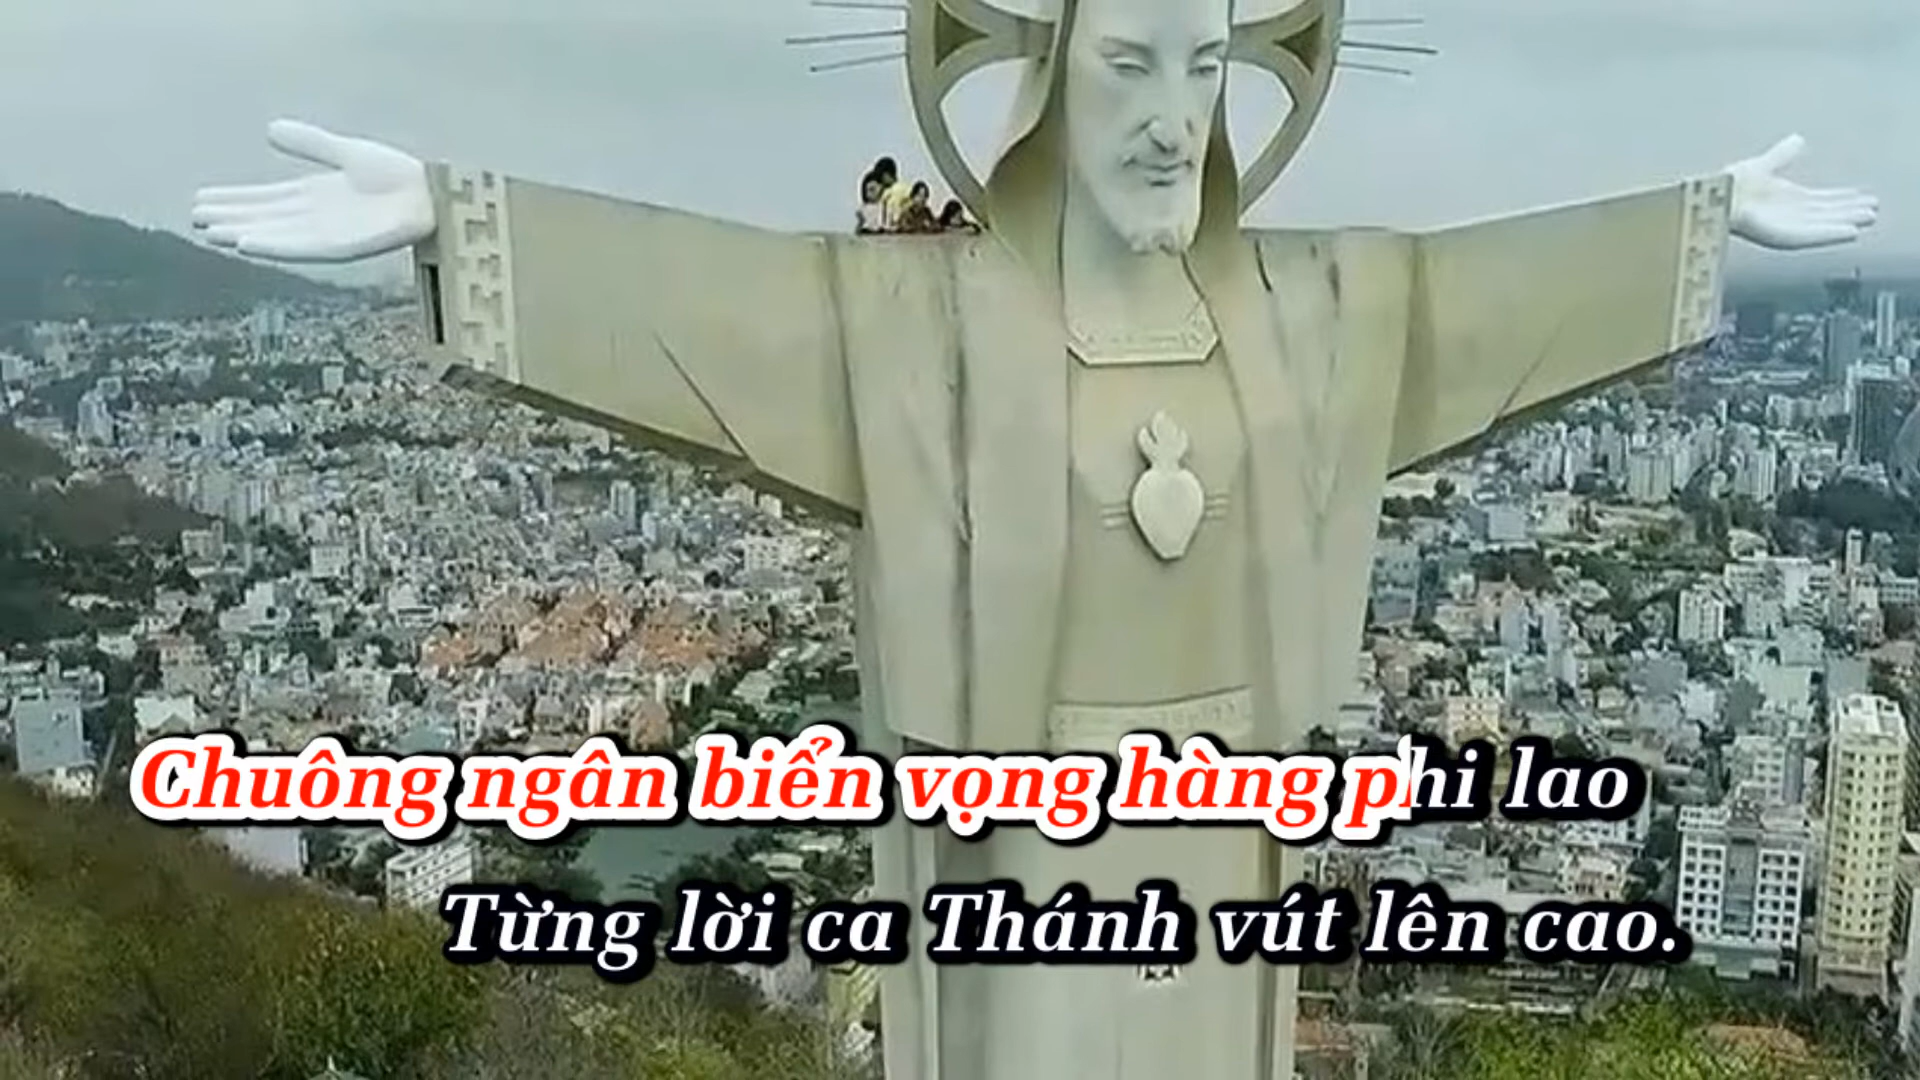 Chuông ngân biển vọng hàng phi lao
Từng lời ca Thánh vút lên cao.